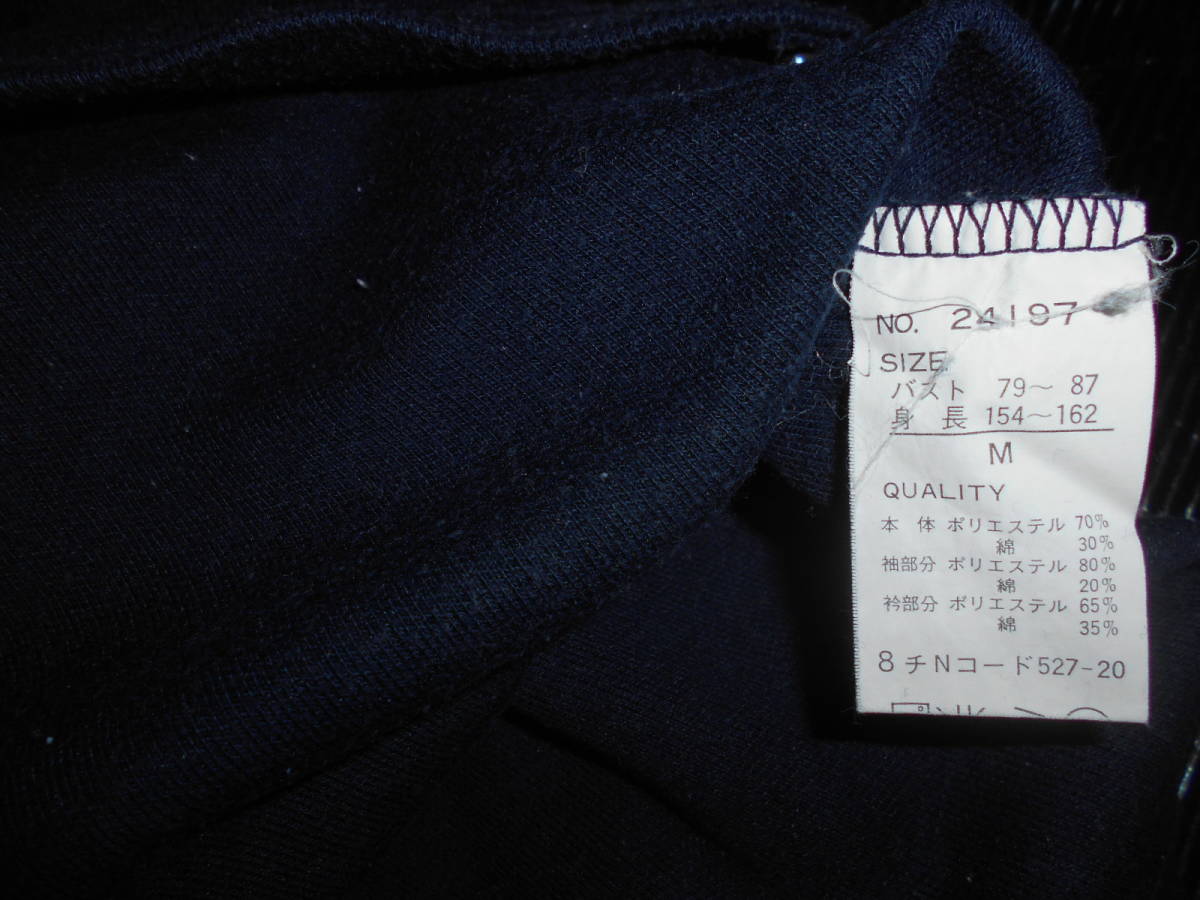 NO. 24197
SIZE
バスト 79～ 87
身 長 154～162
M
QUALITY
本 体 ポリエステル 70%
綿 30%
袖部分 ポリエステル 80%
綿 20%
衿部分 ポリエステル 65%
綿 35%
8チNコード527-20